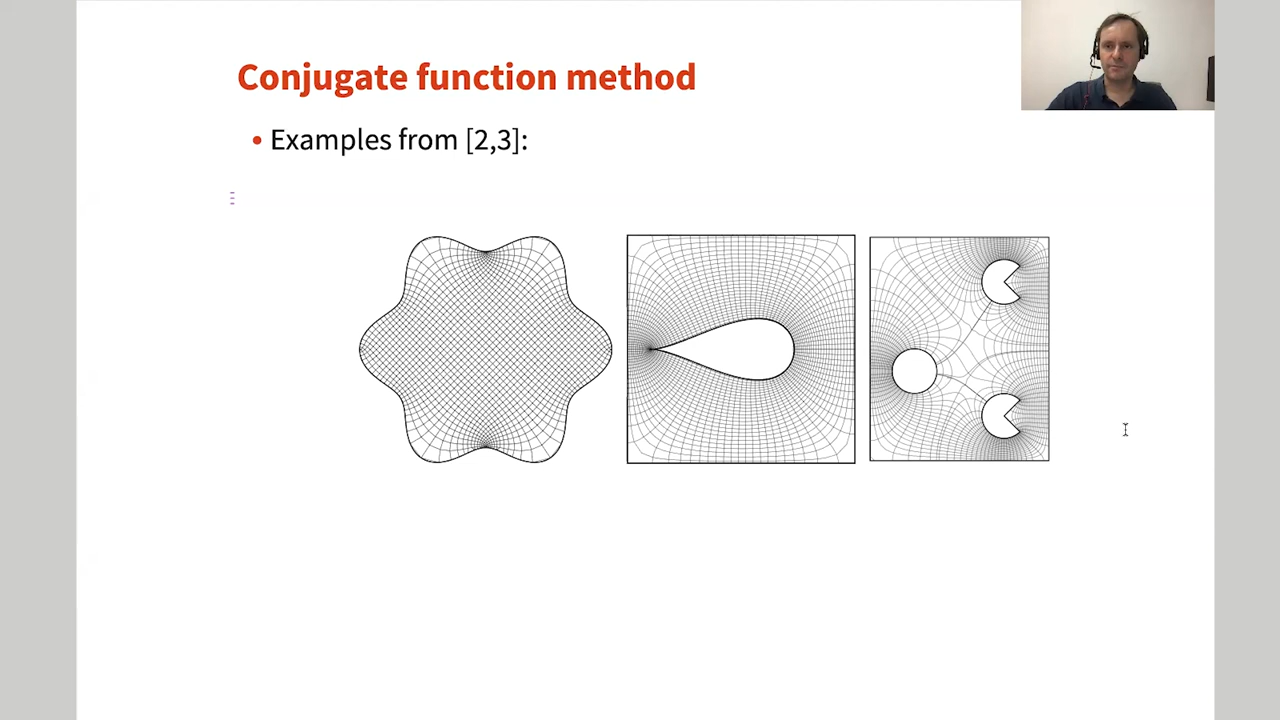 Conjugate function method
• Examples from [2,3]: